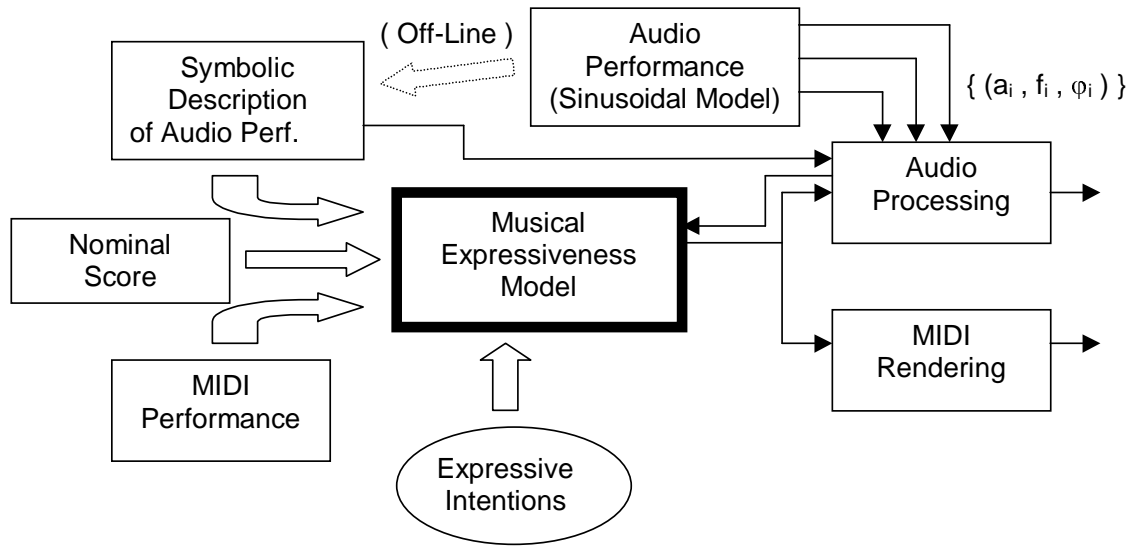 ( Off-Line )
Symbolic
Description
of Audio Perf.
Audio
Performance
(Sinusoidal Model)
{ (aᵢ , fᵢ , φᵢ ) }
Audio
Processing
Nominal
Score
Musical
Expressiveness
Model
MIDI
Performance
MIDI
Rendering
Expressive
Intentions